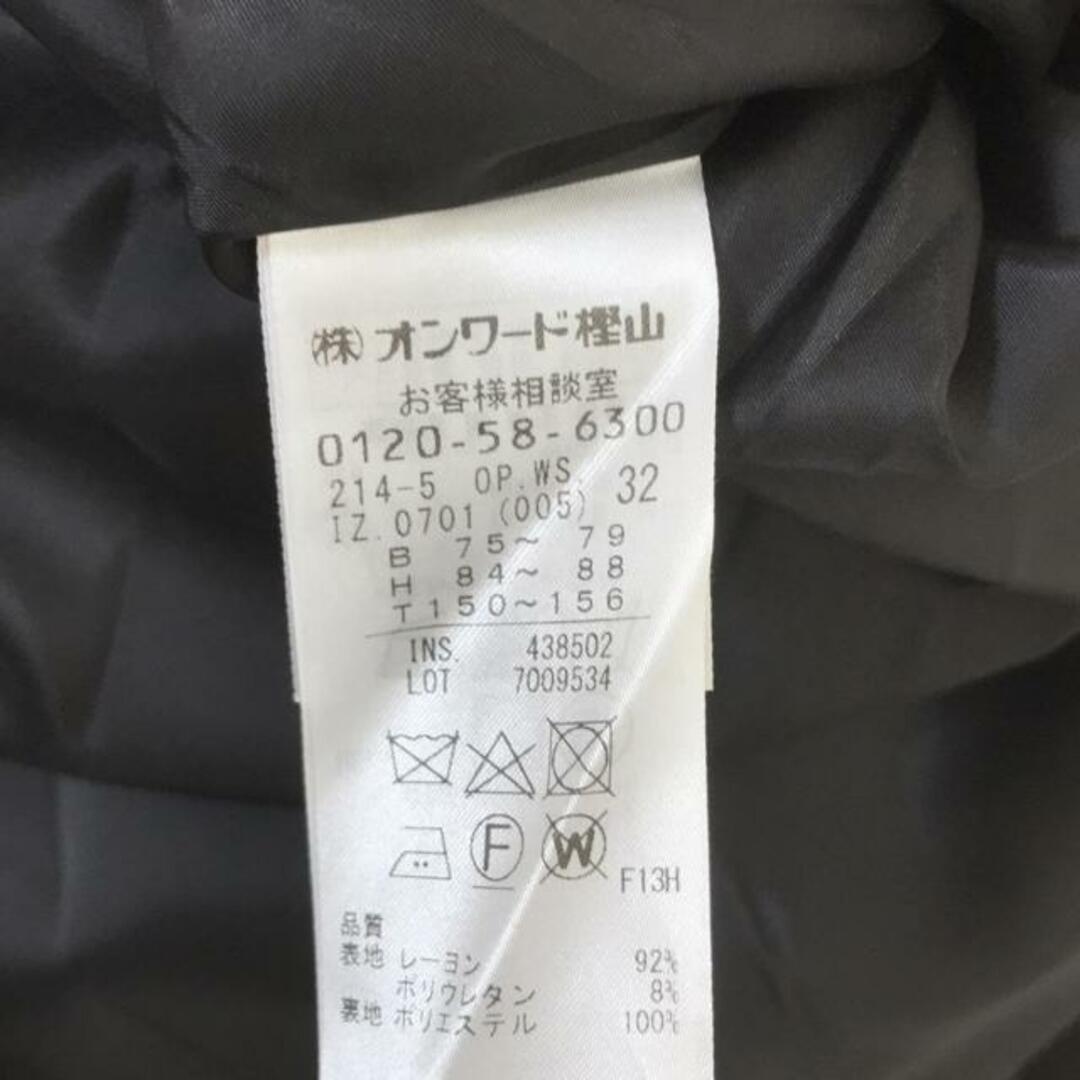 ㈱オンワード樫山
お客様相談室
0120-58-6300
214-5 OP.WS. 32
IZ.0701 (005)
B 75～ 79
H 84～ 88
T150～156
INS. 438502
LOT 7009534
F
W
F13H
品質
表地 レーヨン 92%
ポリウレタン 8%
裏地 ポリエステル 100%